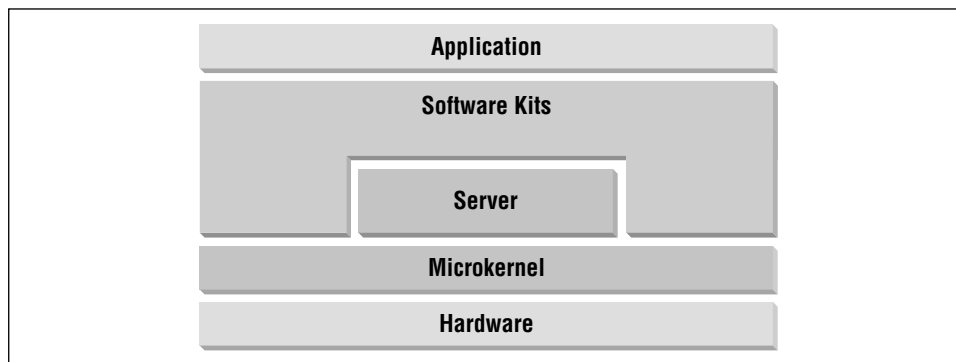 Application
Software Kits
Server
Microkernel
Hardware